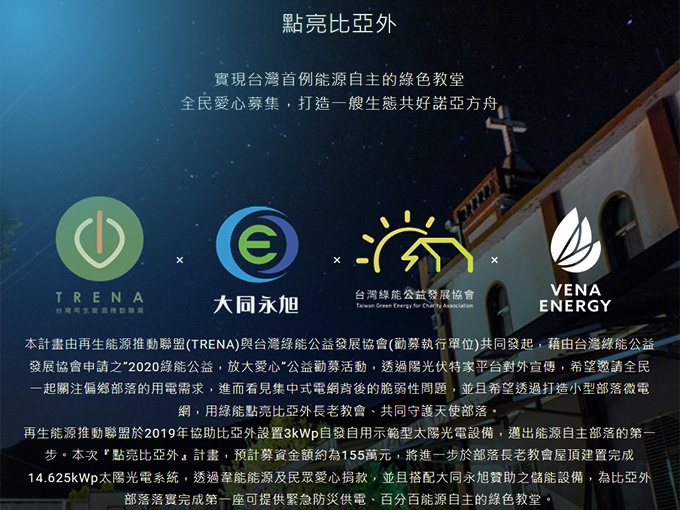 點亮比亞外
實現台灣首例能源自主的綠色教堂
全民愛心募集，打造一艘生態共好諾亞方舟
TRENA
台灣再生能源推動聯盟
×
大同永旭
×
台灣綠能公益發展協會
Taiwan Green Energy for Charity Association
×
VENA
ENERGY
本計畫由再生能源推動聯盟(TRENA)與台灣綠能公益發展協會(勸募執行單位)共同發起，藉由台灣綠能公益
發展協會申請之"2020綠能公益，放大愛心"公益勸募活動，透過陽光伏特家平台對外宣傳，希望邀請全民
一起關注偏鄉部落的用電需求，進而看見集中式電網背後的脆弱性問題，並且希望透過打造小型部落微電
網，用綠能點亮比亞外長老教會、共同守護天使部落。
再生能源推動聯盟於2019年協助比亞外設置3kWp自發自用示範型太陽光電設備，邁出能源自主部落的第一
步。本次『點亮比亞外』計畫，預計募資金額約為155萬元，將進一步於部落長老教會屋頂建置完成
14.625kWp太陽光電系統，透過韋能能源及民眾愛心捐款，並且搭配大同永旭贊助之儲能設備，為比亞外
部落落實完成第一座可提供緊急防災供電、百分百能源自主的綠色教堂。